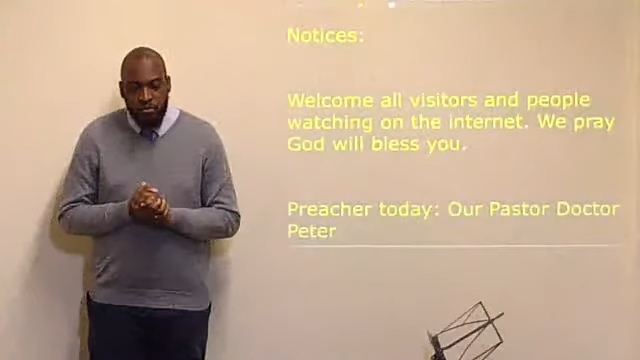 Notices:
Welcome all visitors and people
watching on the internet. We pray
God will bless you.
Preacher today: Our Pastor Doctor
Peter